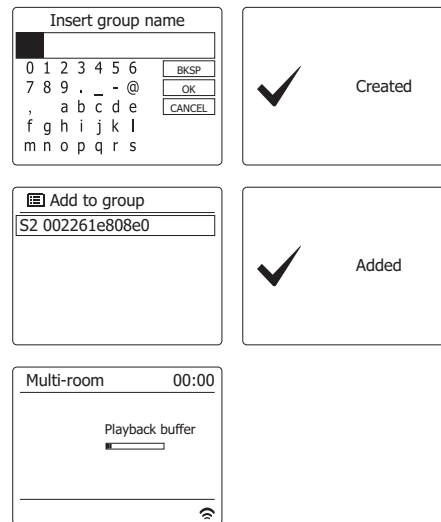 Insert group name
0 1 2 3 4 5 6 BKSP
7 8 9 . _ - @ OK
, a b c d e CANCEL
f g h i j k l
m n o p q r s
Created
Add to group
S2 002261e808e0
Added
Multi-room 00:00
Playback buffer